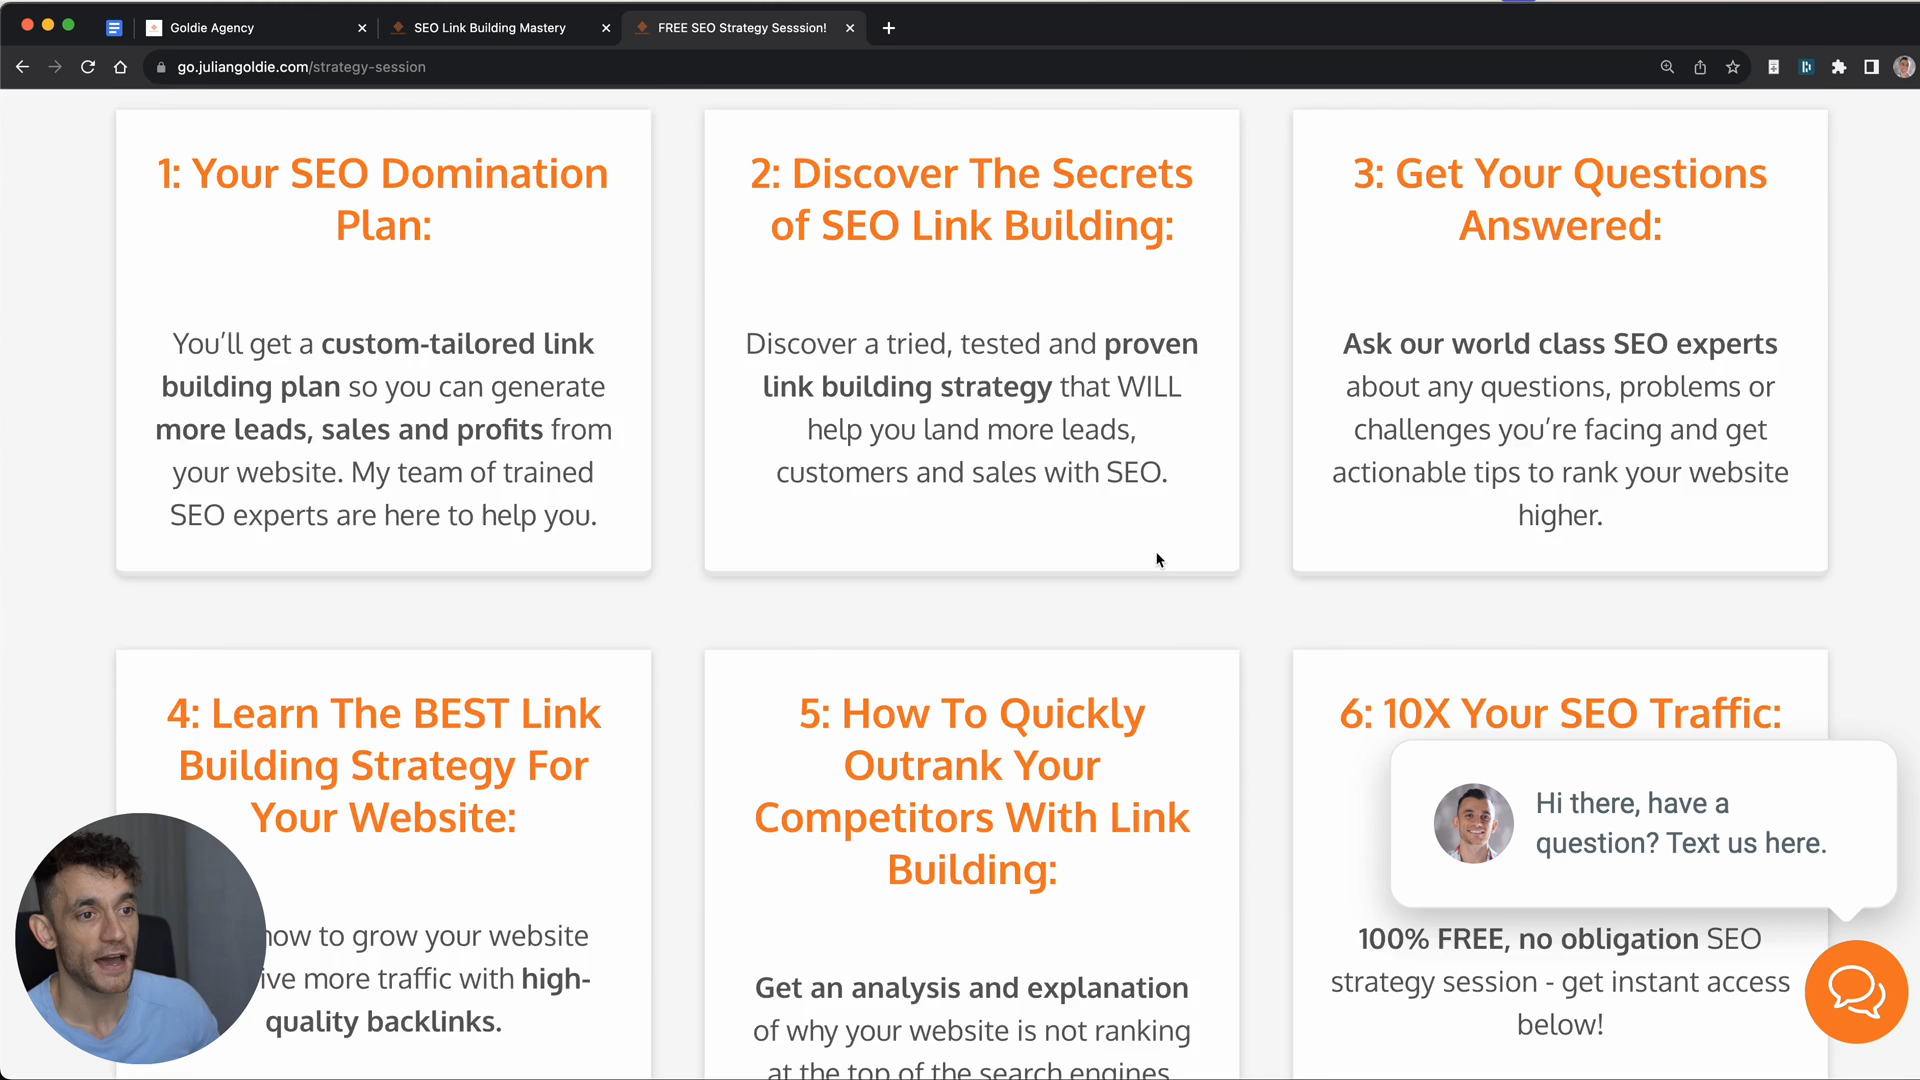 Goldie Agency
SEO Link Building Mastery
FREE SEO Strategy Sesssion!
go.juliangoldie.com/strategy-session
1: Your SEO Domination
Plan:
You'll get a custom-tailored link
building plan so you can generate
more leads, sales and profits from
your website. My team of trained
SEO experts are here to help you.
2: Discover The Secrets
of SEO Link Building:
Discover a tried, tested and proven
link building strategy that WILL
help you land more leads,
customers and sales with SEO.
3: Get Your Questions
Answered:
Ask our world class SEO experts
about any questions, problems or
challenges you're facing and get
actionable tips to rank your website
higher.
4: Learn The BEST Link
Building Strategy For
Your Website:
how to grow your website
ive more traffic with high-
quality backlinks.
5: How To Quickly
Outrank Your
Competitors With Link
Building:
Get an analysis and explanation
of why your website is not ranking
at the top of the search engines
6: 10X Your SEO Traffic:
100% FREE, no obligation SEO
strategy session - get instant access
below!
Hi there, have a
question? Text us here.